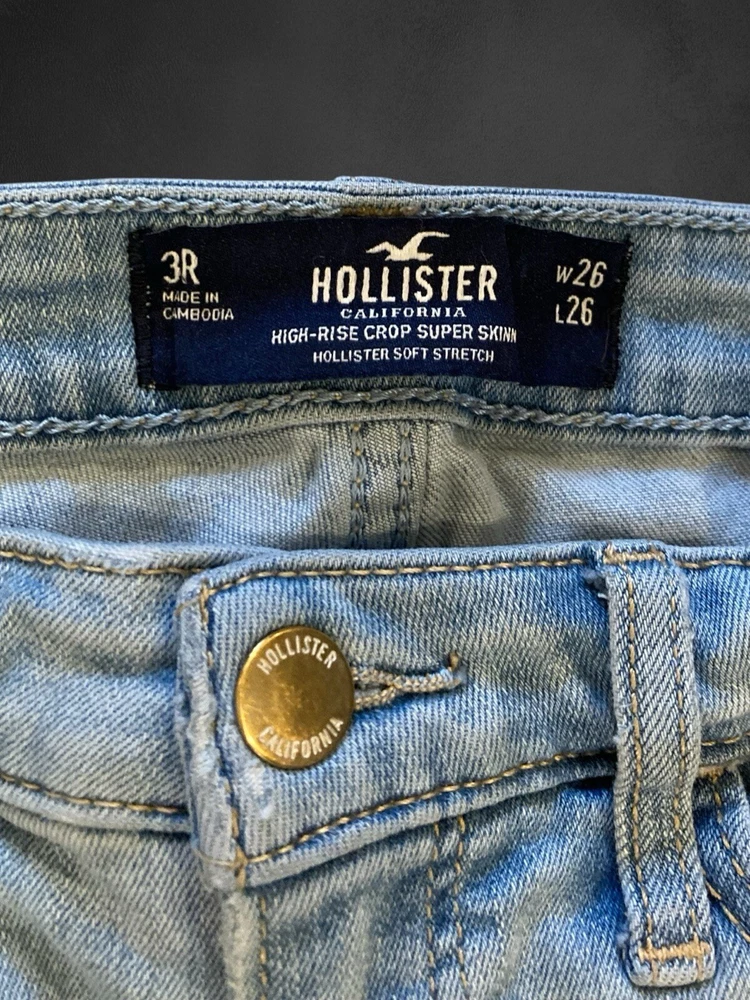 3R
MADE IN
CAMBODIA
HOLLISTER
CALIFORNIA
HIGH-RISE CROP SUPER SKINN
HOLLISTER SOFT STRETCH
W26
L26
HOLLISTER
CALIFORNIA